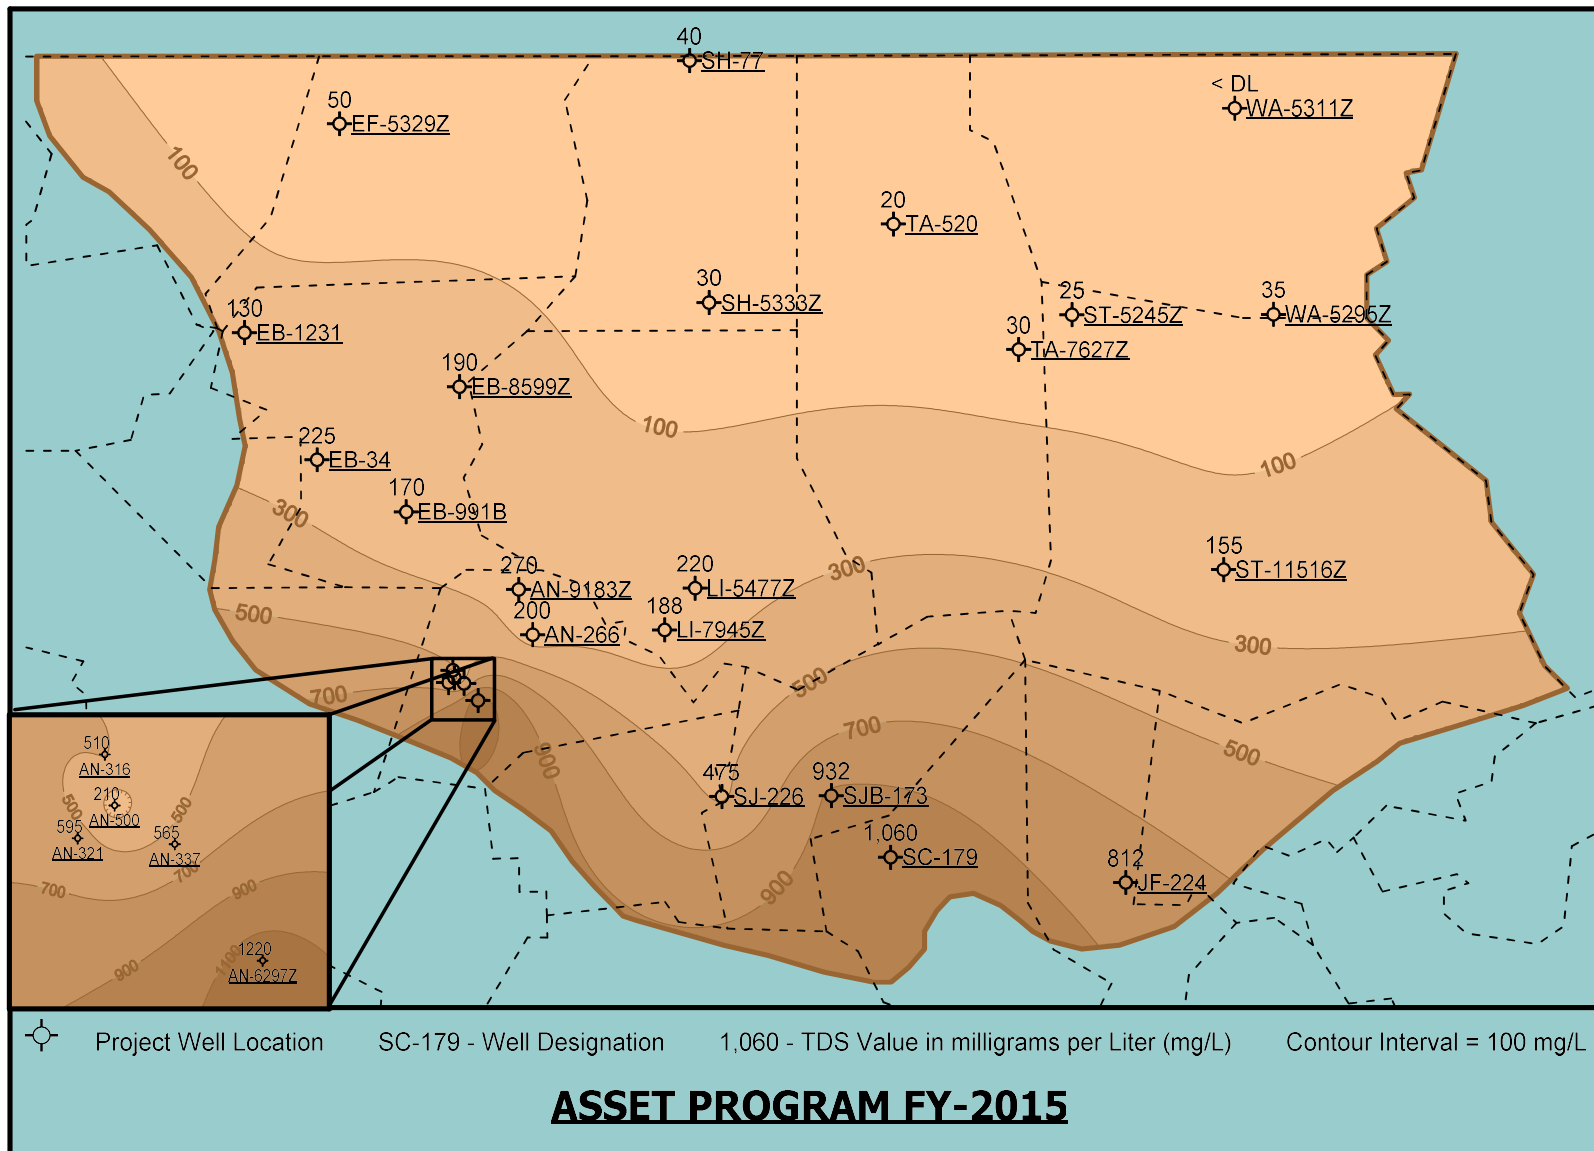 40
SH-77
50
EF-5329Z
< DL
WA-5311Z
100
20
TA-520
30
SH-5333Z
25
ST-5245Z
35
WA-5295Z
130
EB-1231
30
TA-7627Z
190
EB-8599Z
100
225
EB-34
100
170
EB-991B
300
300
155
ST-11516Z
270
AN-9183Z
220
LI-5477Z
500
200
AN-266
188
LI-7945Z
300
500
700
700
500
900
475
SJ-226
932
SJB-173
1,060
SC-179
812
JF-224
900
510
AN-316
500
500
210
AN-500
595
AN-321
565
AN-337
700
700
900
900
1100
1220
AN-6297Z
Project Well Location SC-179 - Well Designation 1,060 - TDS Value in milligrams per Liter (mg/L) Contour Interval = 100 mg/L
ASSET PROGRAM FY-2015